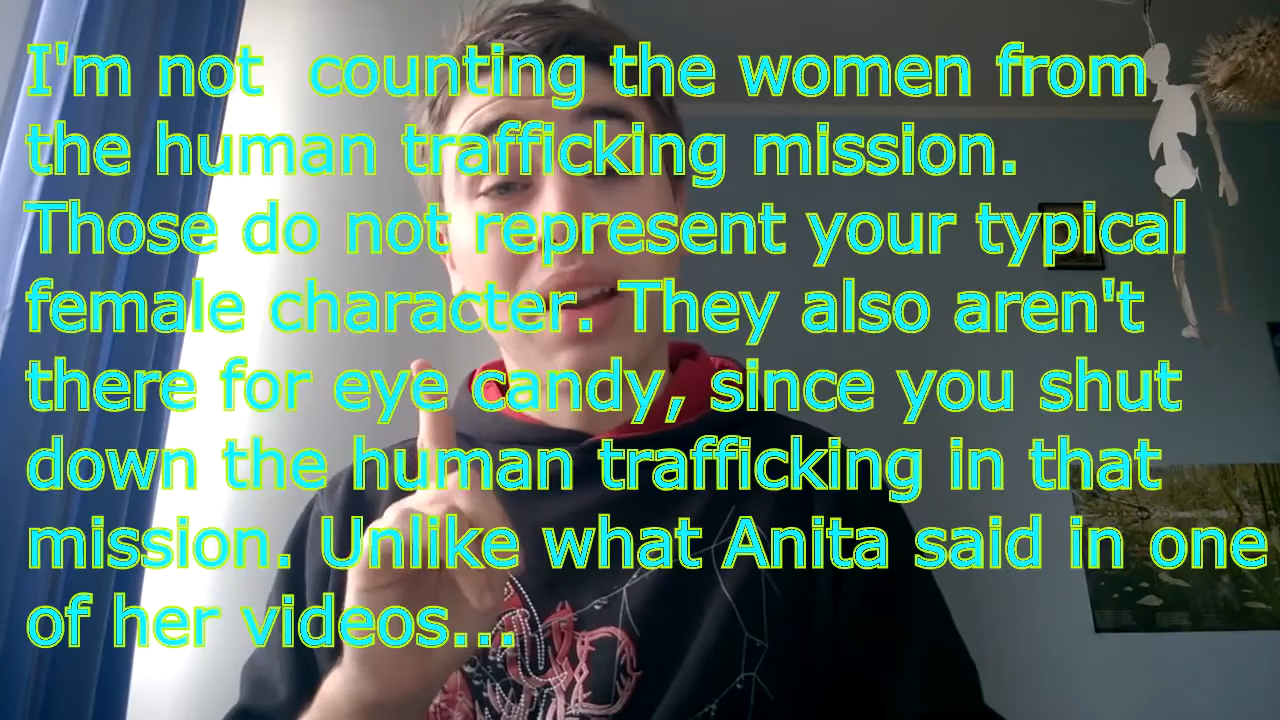 I'm not  counting the women from
the human trafficking mission.
Those do not represent your typical
female character. They also aren't
there for eye candy, since you shut
down the human trafficking in that
mission. Unlike what Anita said in one
of her videos...